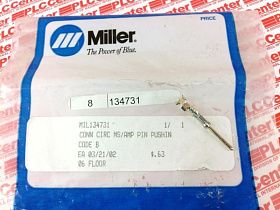 PRICE
Miller®
The Power of Blue.
8 134731
MIL134731 1/ 1
CONN CIRC MS/AMP PIN PUSHIN
CODE B
EA 03/21/02 4.63
06 FLOOR
PLCCENTER